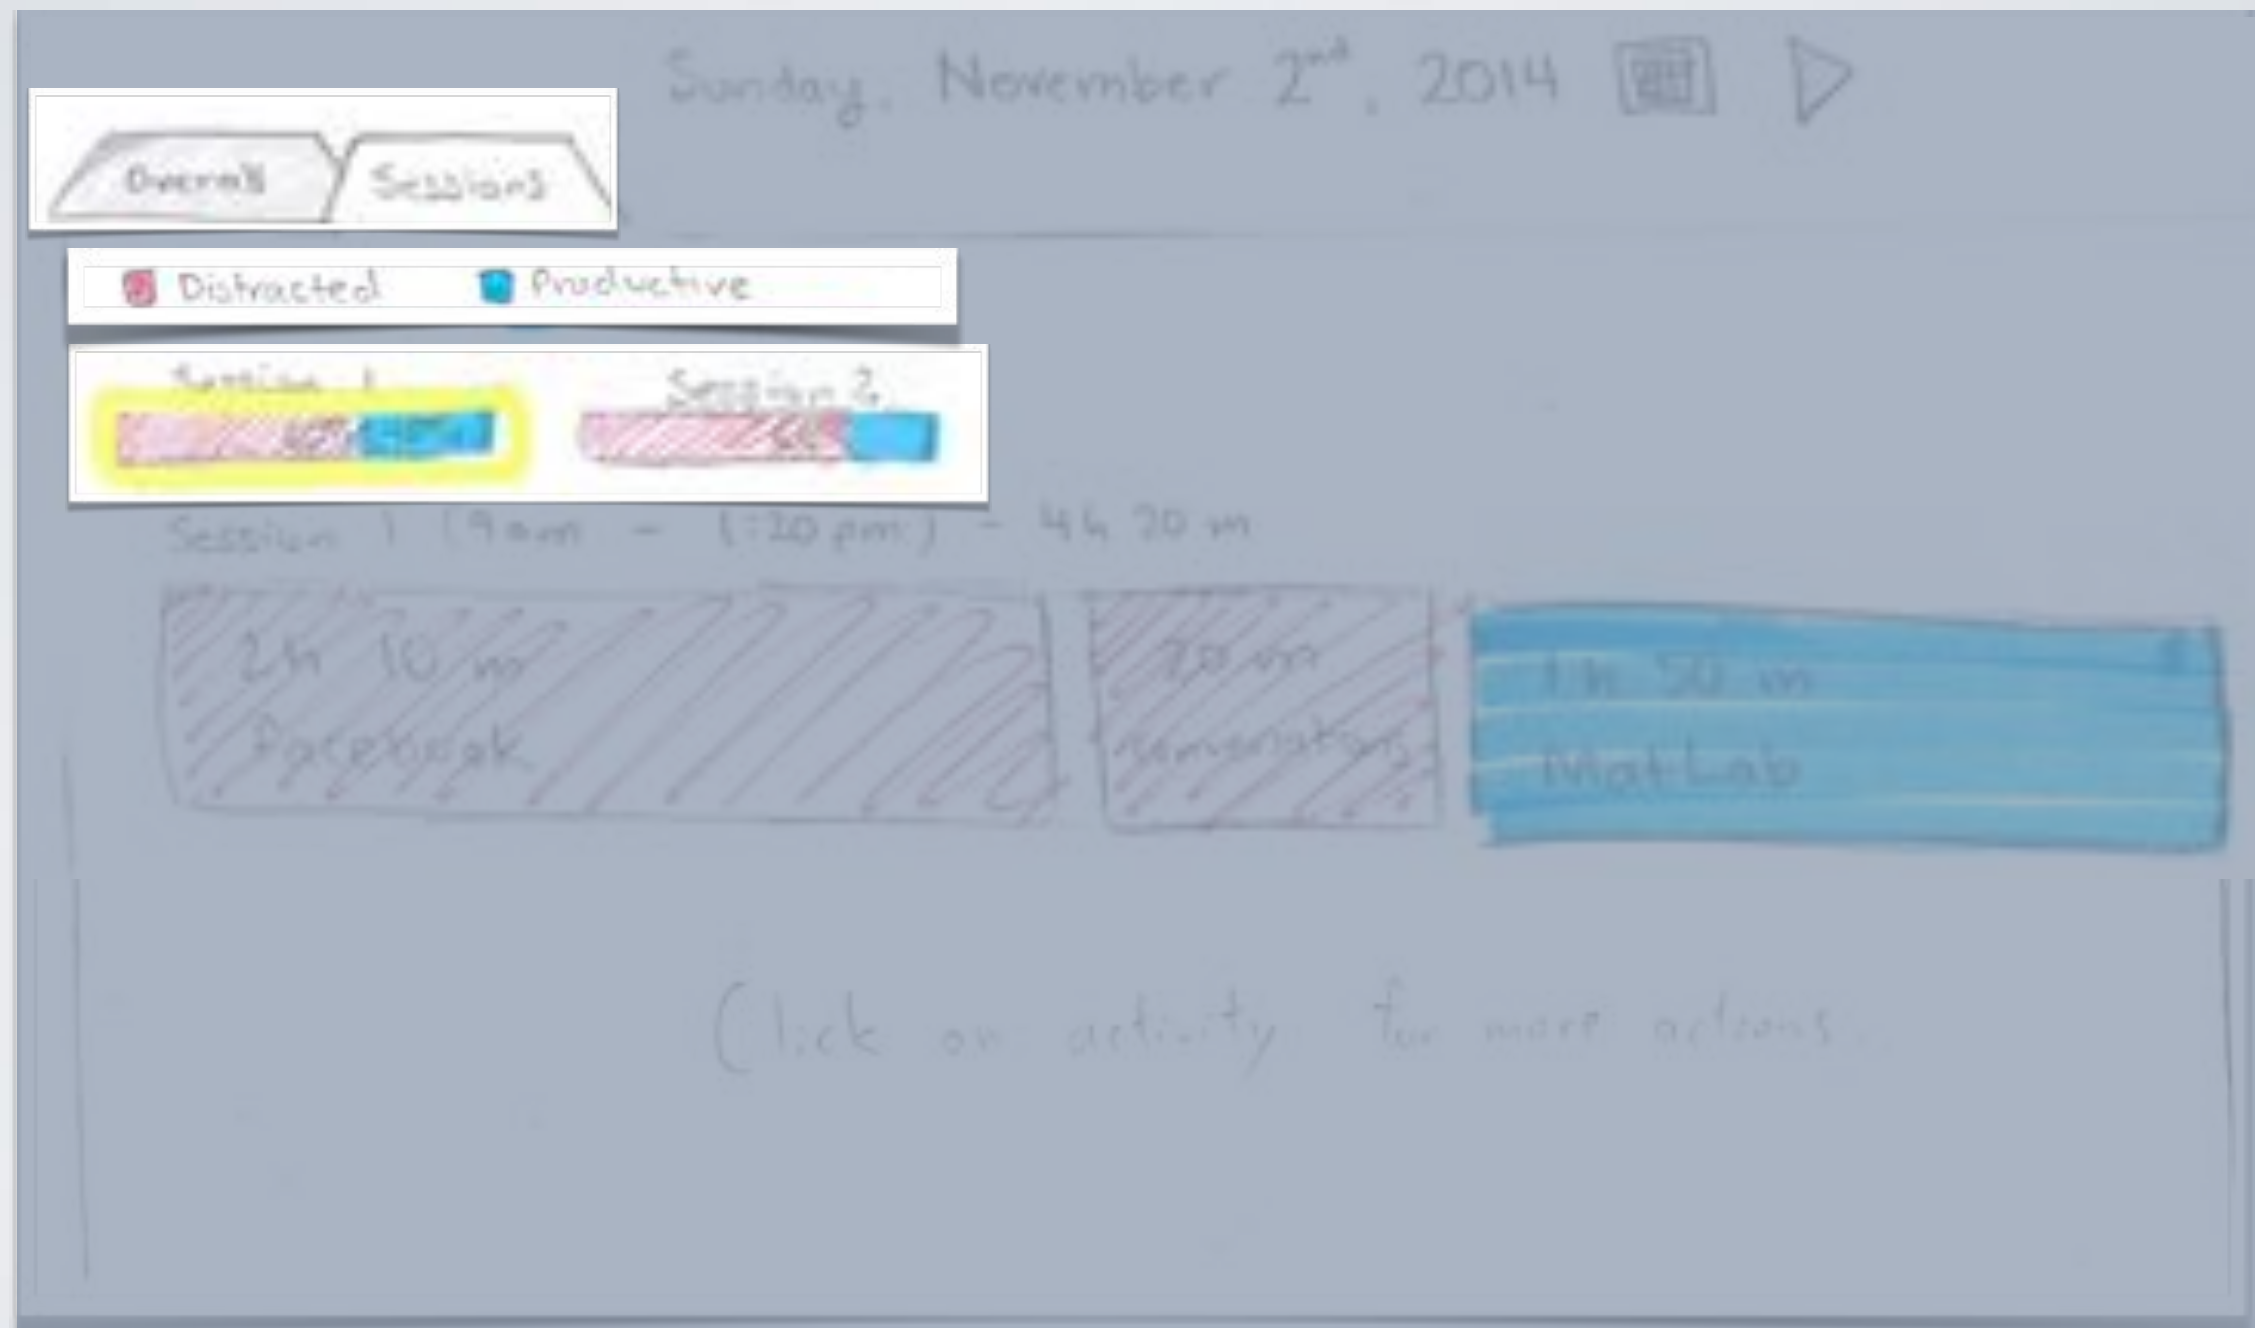 Sunday, November 2nd, 2014
Overall Sessions
Distracted Productive
Session 1 Session 2
Session 1 (9am - 1:20 pm) - 4h 20 m
2h 10 m 20 m 1 h 50 m
facebook MatLab
Click on activity for more actions.